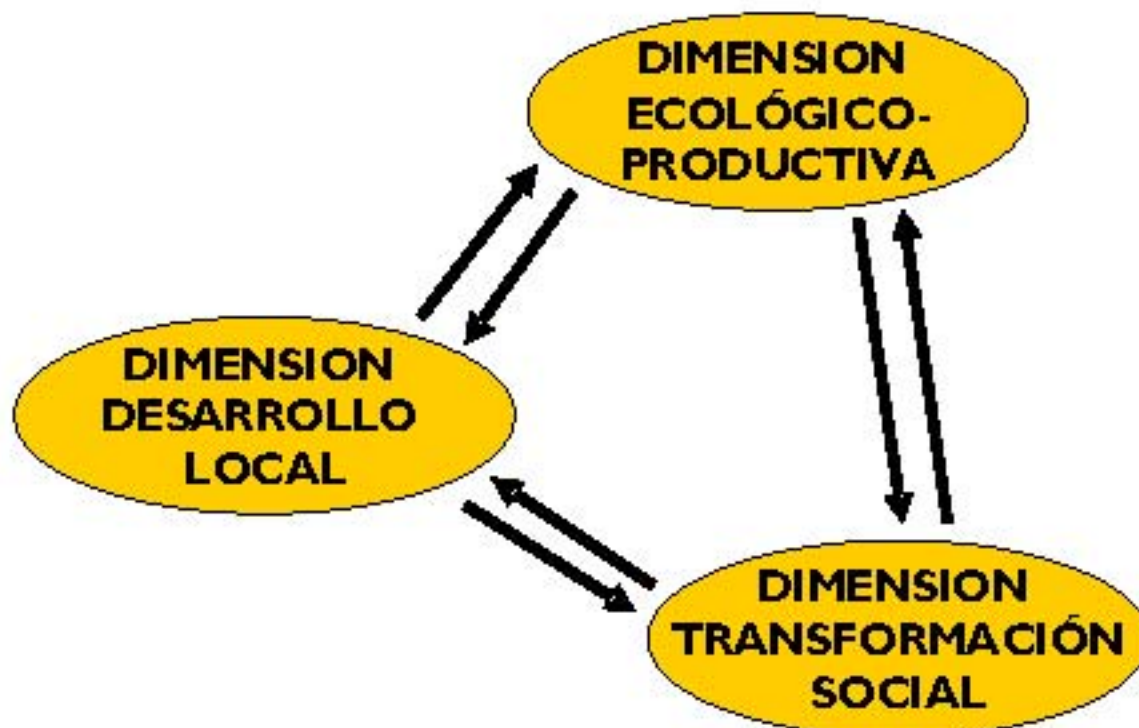 DIMENSION
ECOLÓGICO-
PRODUCTIVA
DIMENSION
DESARROLLO
LOCAL
DIMENSION
TRANSFORMACIÓN
SOCIAL